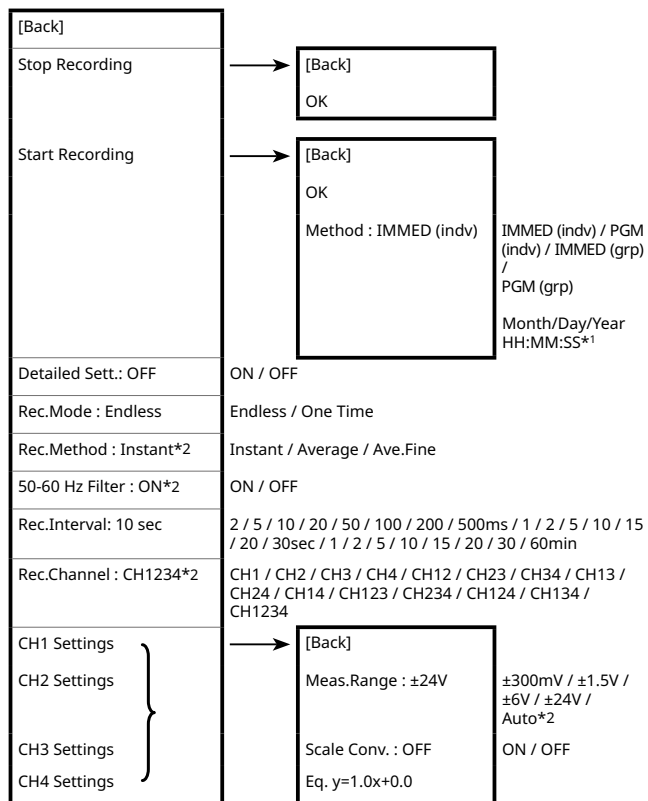 [Back]
Stop Recording
[Back]
OK
Start Recording
[Back]
OK
Method : IMMED (indv)
IMMED (indv) / PGM
(indv) / IMMED (grp)
/
PGM (grp)
Month/Day/Year
HH:MM:SS*1
Detailed Sett.: OFF
ON / OFF
Rec.Mode : Endless
Endless / One Time
Rec.Method : Instant*2
Instant / Average / Ave.Fine
50-60 Hz Filter : ON*2
ON / OFF
Rec.Interval: 10 sec
2 / 5 / 10 / 20 / 50 / 100 / 200 / 500ms / 1 / 2 / 5 / 10 / 15
/ 20 / 30sec / 1 / 2 / 5 / 10 / 15 / 20 / 30 / 60min
Rec.Channel : CH1234*2
CH1 / CH2 / CH3 / CH4 / CH12 / CH23 / CH34 / CH13 /
CH24 / CH14 / CH123 / CH234 / CH124 / CH134 /
CH1234
CH1 Settings
[Back]
CH2 Settings
Meas.Range : ±24V
±300mV / ±1.5V /
±6V / ±24V /
Auto*2
CH3 Settings
Scale Conv. : OFF
ON / OFF
CH4 Settings
Eq. y=1.0x+0.0